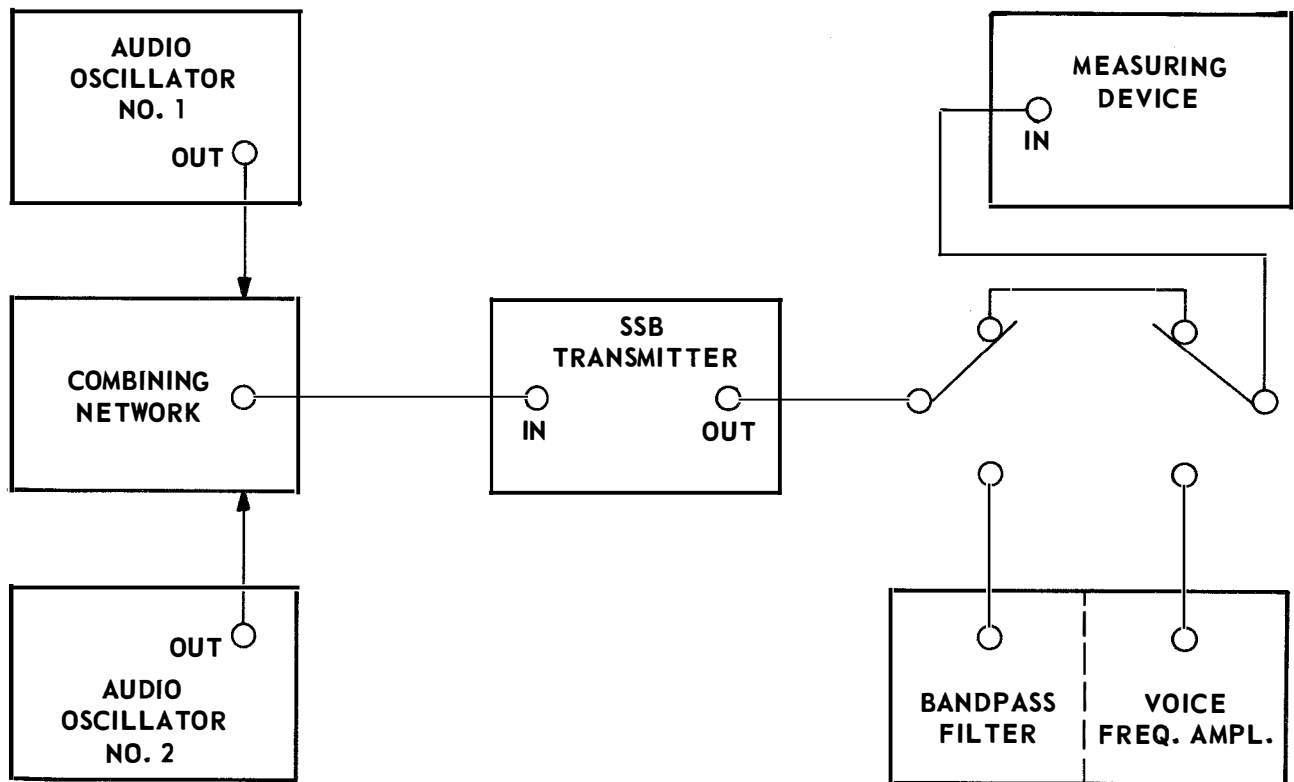 AUDIO
OSCILLATOR
NO. 1
OUT
MEASURING
DEVICE
IN
COMBINING
NETWORK
SSB
TRANSMITTER
IN
OUT
OUT
AUDIO
OSCILLATOR
NO. 2
BANDPASS
FILTER
VOICE
FREQ. AMPL.